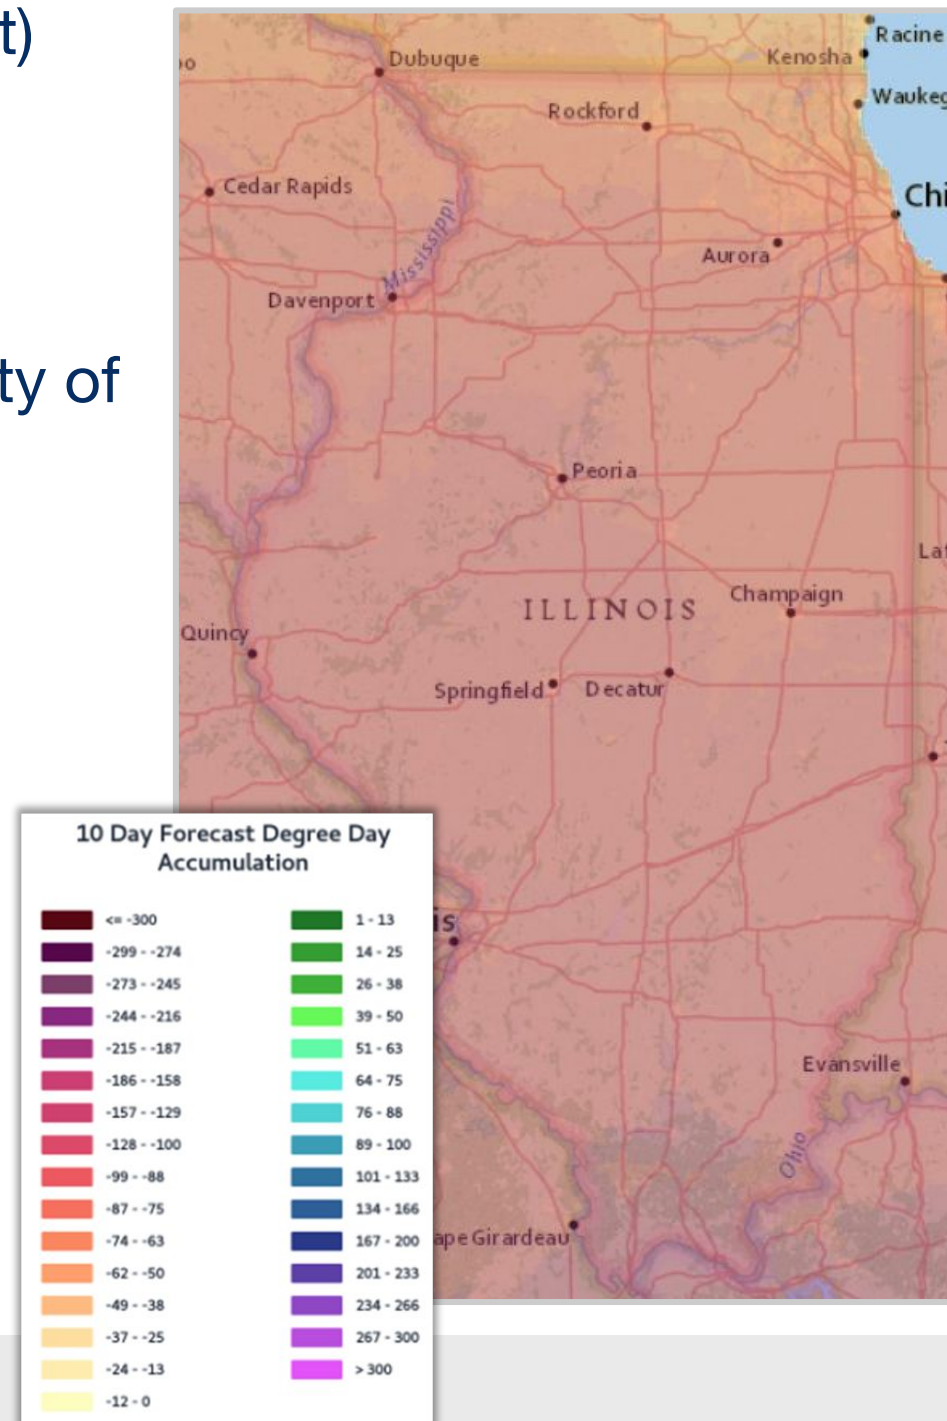 t)
ty of
Racine
Dubuque
Kenosha
Waukeg
Rockford
Cedar Rapids
Chi
Mississippi
Aurora
Davenport
Peoria
Laf
Champaign
ILLINOIS
Quincy
Springfield
Decatur
is
Evansville
Ohio
ape Girardeau
10 Day Forecast Degree Day
Accumulation
<= -300
-299 - -274
-273 - -245
-244 - -216
-215 - -187
-186 - -158
-157 - -129
-128 - -100
-99 - -88
-87 - -75
-74 - -63
-62 - -50
-49 - -38
-37 - -25
-24 - -13
-12 - 0
1 - 13
14 - 25
26 - 38
39 - 50
51 - 63
64 - 75
76 - 88
89 - 100
101 - 133
134 - 166
167 - 200
201 - 233
234 - 266
267 - 300
> 300